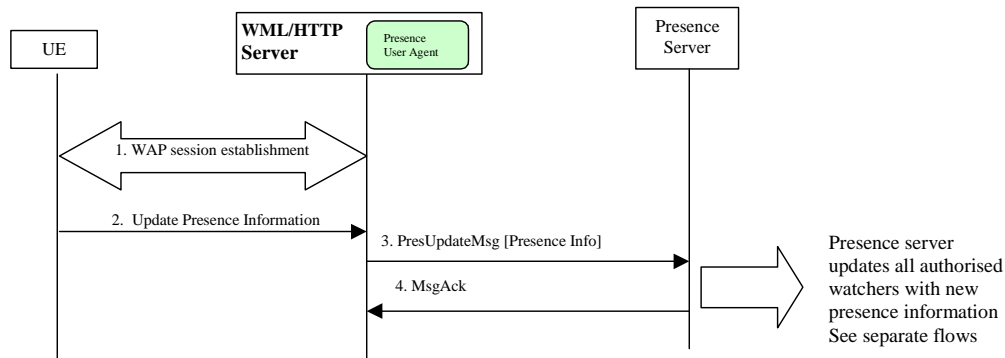 UE
WML/HTTP
Server
Presence
User Agent
Presence
Server
1. WAP session establishment
2. Update Presence Information
3. PresUpdateMsg [Presence Info]
4. MsgAck
Presence server
updates all authorised
watchers with new
presence information
See separate flows